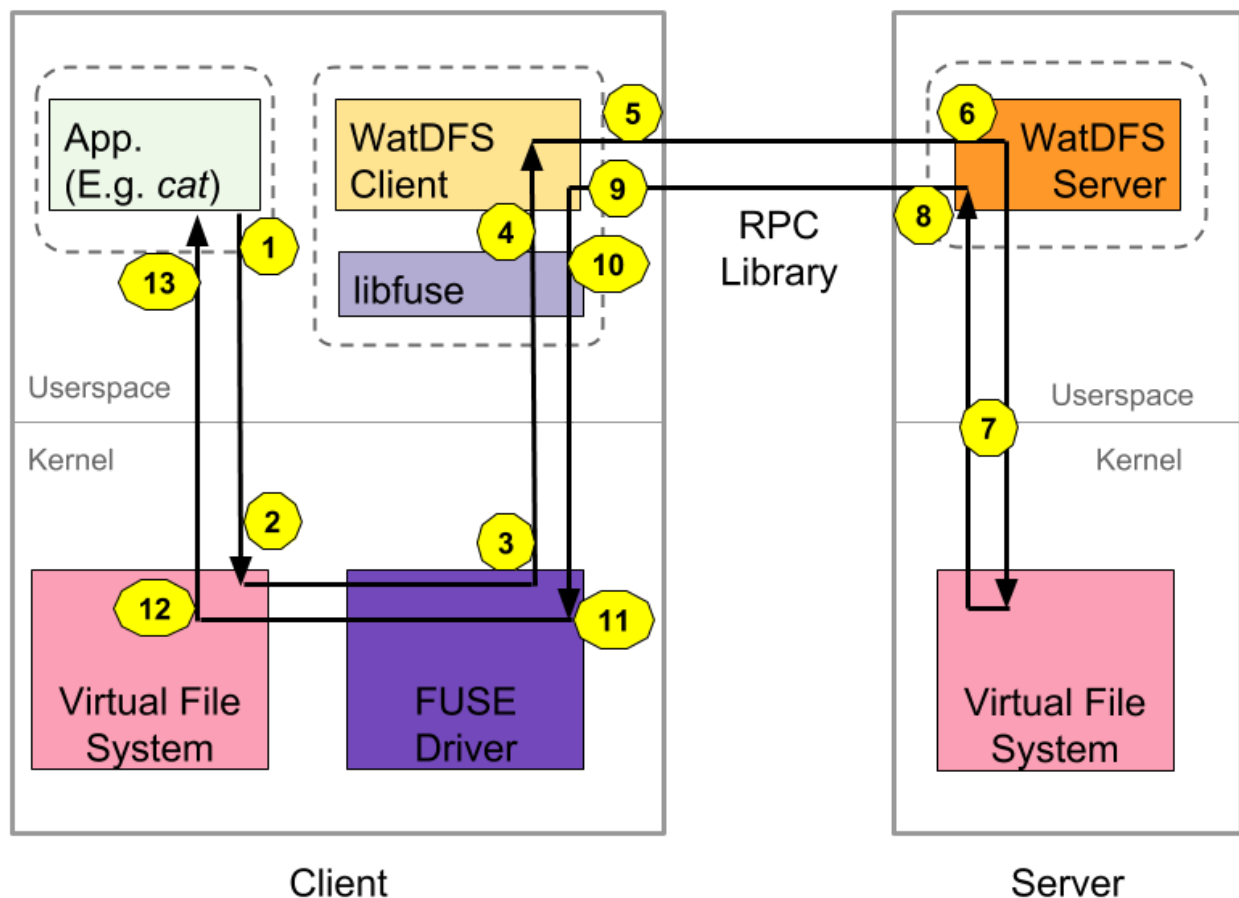 App.
(E.g. cat)
WatDFS
Client
libfuse
Userspace
Kernel
Virtual File
System
FUSE
Driver
RPC
Library
WatDFS
Server
Userspace
Kernel
Virtual File
System
1
2
3
4
5
6
7
8
9
10
11
12
13
Client
Server